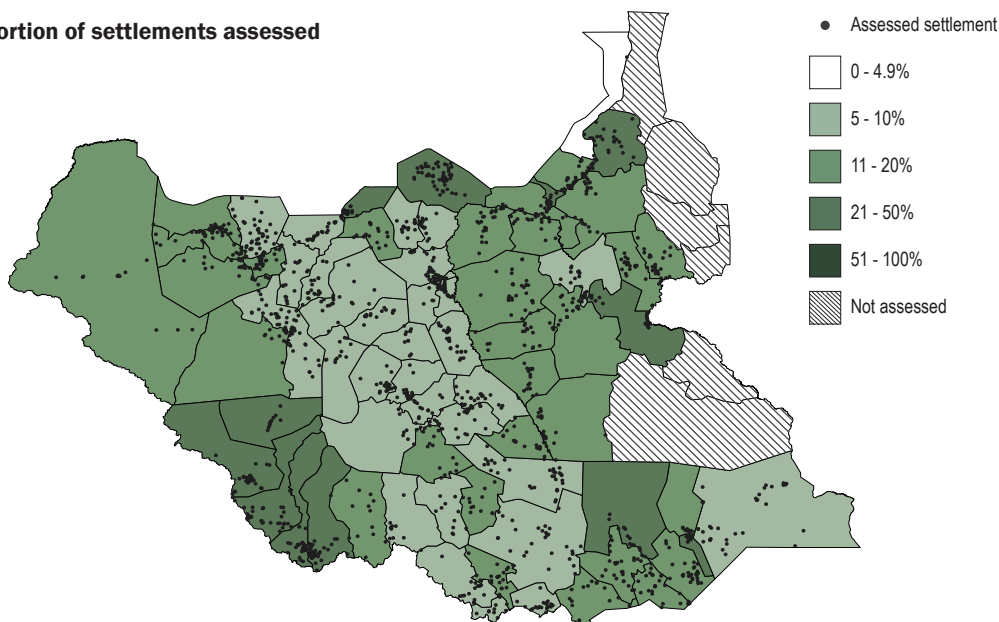 ortion of settlements assessed
Assessed settlement
0 - 4.9%
5 - 10%
11 - 20%
21 - 50%
51 - 100%
Not assessed